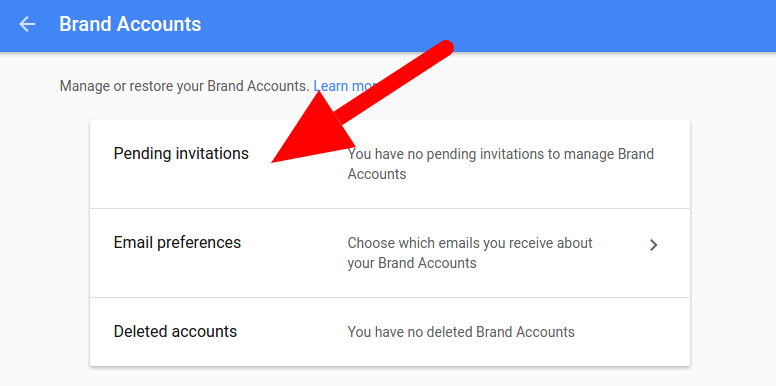 Brand Accounts
Manage or restore your Brand Accounts. Learn mor
Pending invitations
You have no pending invitations to manage Brand
Accounts
Email preferences
Choose which emails you receive about
your Brand Accounts
Deleted accounts
You have no deleted Brand Accounts